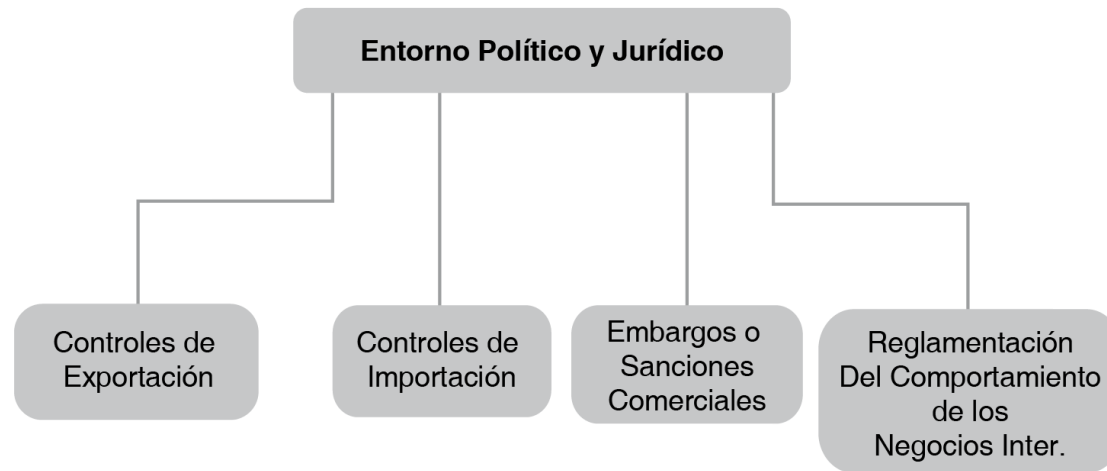 Entorno Político y Jurídico
Controles de
Exportación
Controles de
Importación
Embargos o
Sanciones
Comerciales
Reglamentación
Del Comportamiento
de los
Negocios Inter.